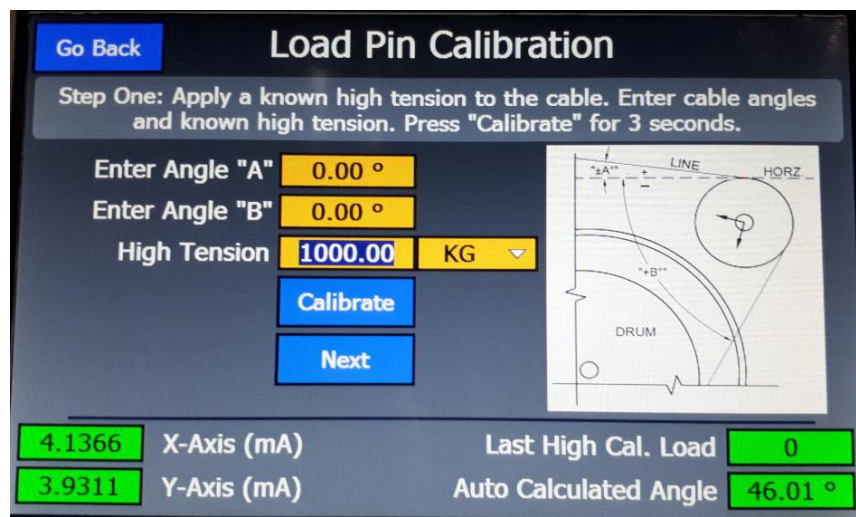 Go Back
Load Pin Calibration
Step One: Apply a known high tension to the cable. Enter cable angles
and known high tension. Press "Calibrate" for 3 seconds.
Enter Angle "A" 0.00 °
Enter Angle "B" 0.00 °
High Tension 1000.00 KG
Calibrate
Next
LINE
"±A°" + HORZ.
−
"+B°"
DRUM
4.1366 X-Axis (mA) Last High Cal. Load 0
3.9311 Y-Axis (mA) Auto Calculated Angle 46.01 °